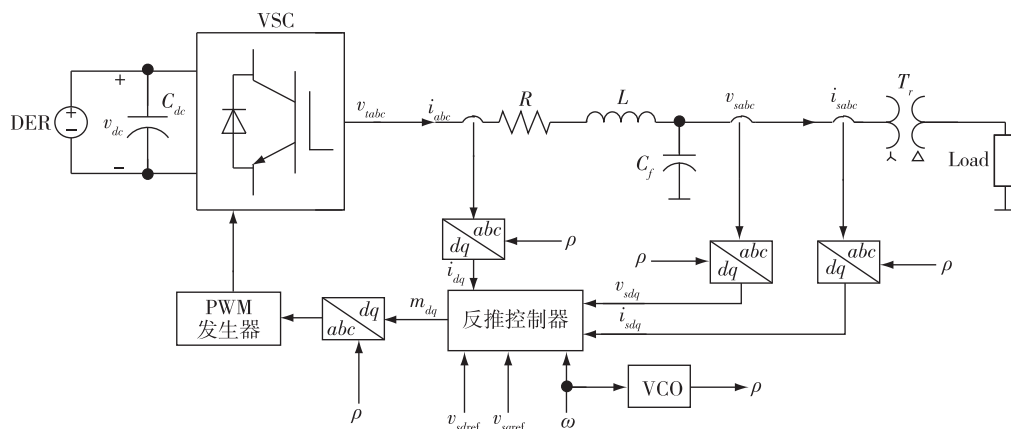 VSC
DER
+
−
v_dc
C_dc
+
−
v_tabc
i_abc
R
L
C_f
v_sabc
i_sabc
T_r
Load
abc
dq
ρ
abc
dq
ρ
abc
dq
ρ
i_dq
v_sdq
i_sdq
PWM
发生器
dq
abc
m_dq
反推控制器
ρ
v_sdref
v_sqref
ω
VCO
ρ